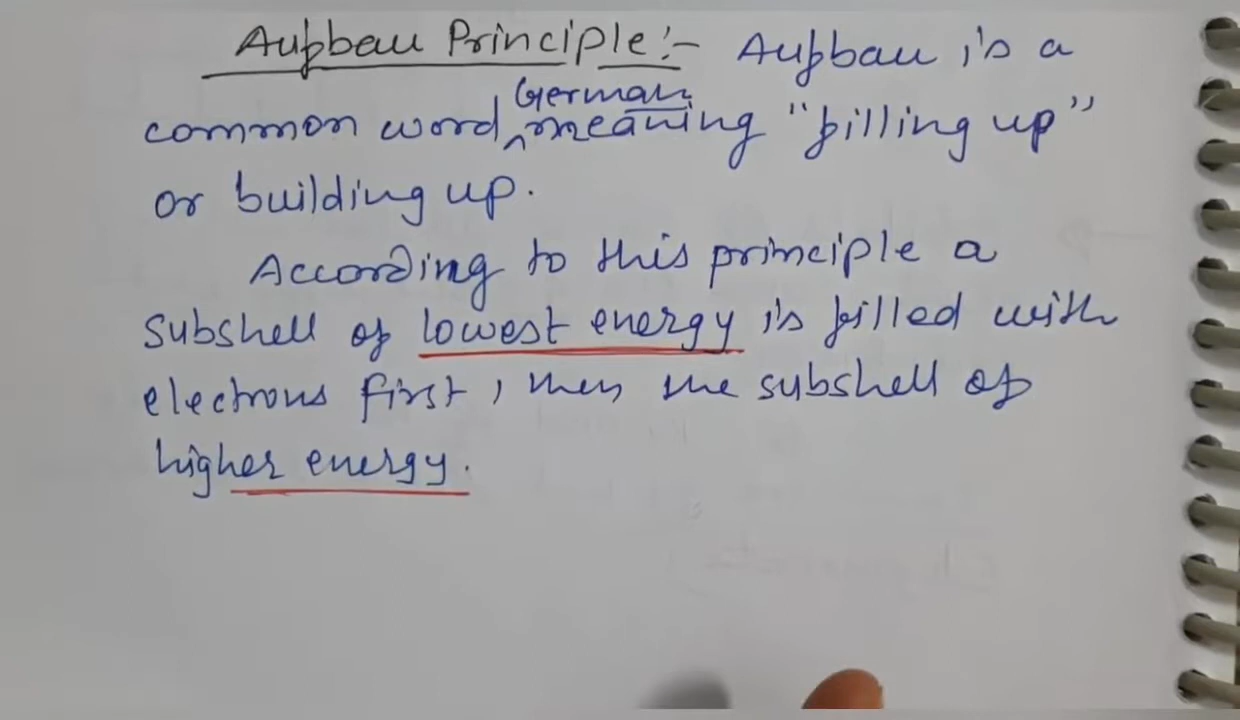 Aufbau Principle:- Aufbau is a
common word German meaning "filling up"
or building up.
According to this principle a
subshell of lowest energy is filled with
electrons first, then the subshell of
higher energy.